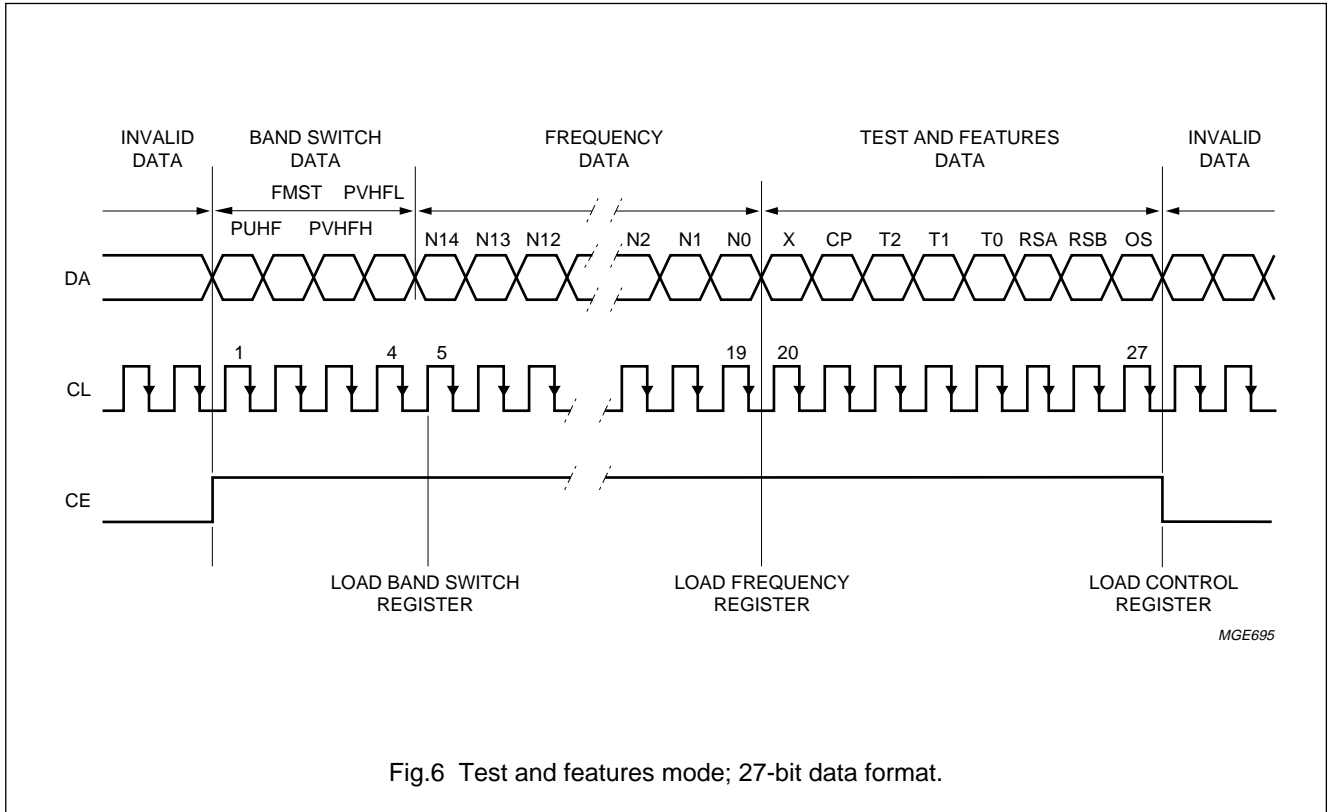 INVALID DATA
BAND SWITCH DATA
FREQUENCY DATA
TEST AND FEATURES DATA
INVALID DATA
FMST PVHFL
PUHF PVHFH
N14 N13 N12 N2 N1 N0 X CP T2 T1 T0 RSA RSB OS
DA
1 4 5 19 20 27
CL
CE
LOAD BAND SWITCH REGISTER
LOAD FREQUENCY REGISTER
LOAD CONTROL REGISTER
MGE695
Fig.6 Test and features mode; 27-bit data format.